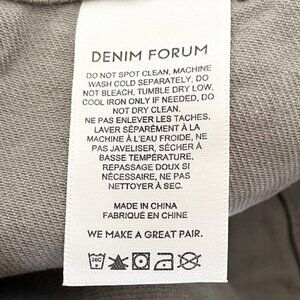 DENIM FORUM
DO NOT SPOT CLEAN, MACHINE
WASH COLD SEPARATELY, DO
NOT BLEACH, TUMBLE DRY LOW,
COOL IRON ONLY IF NEEDED, DO
NOT DRY CLEAN.
NE PAS ENLEVER LES TACHES.
LAVER SÉPARÉMENT À LA
MACHINE À L'EAU FROIDE, NE
PAS JAVELISER, SÉCHER À
BASSE TEMPÉRATURE,
REPASSAGE DOUX SI
NÉCESSAIRE, NE PAS
NETTOYER À SEC.
MADE IN CHINA
FABRIQUÉ EN CHINE
WE MAKE A GREAT PAIR.